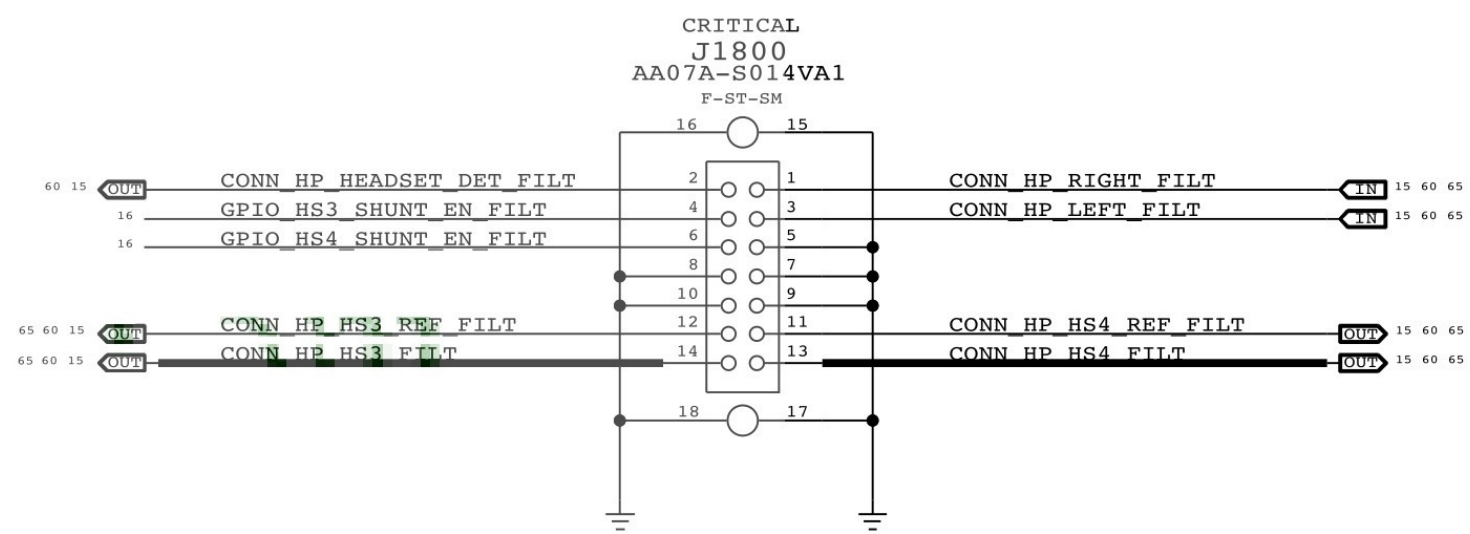 CRITICAL
J1800
AA07A-S014VA1
F-ST-SM
16 15
60 15 OUT CONN_HP_HEADSET_DET_FILT 2 1 CONN_HP_RIGHT_FILT IN 15 60 65
16 GPIO_HS3_SHUNT_EN_FILT 4 3 CONN_HP_LEFT_FILT IN 15 60 65
16 GPIO_HS4_SHUNT_EN_FILT 6 5
8 7
10 9
65 60 15 OUT CONN_HP_HS3_REF_FILT 12 11 CONN_HP_HS4_REF_FILT OUT 15 60 65
65 60 15 OUT CONN_HP_HS3_FILT 14 13 CONN_HP_HS4_FILT OUT 15 60 65
18 17